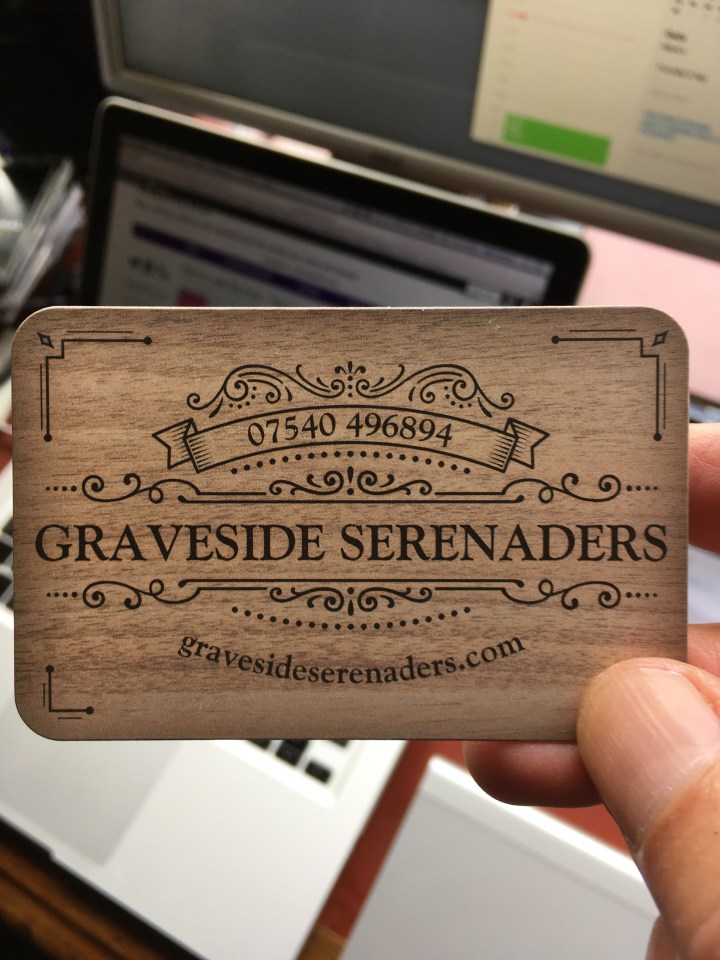 07540 496894
GRAVESIDE SERENADERS
gravesideserenaders.com